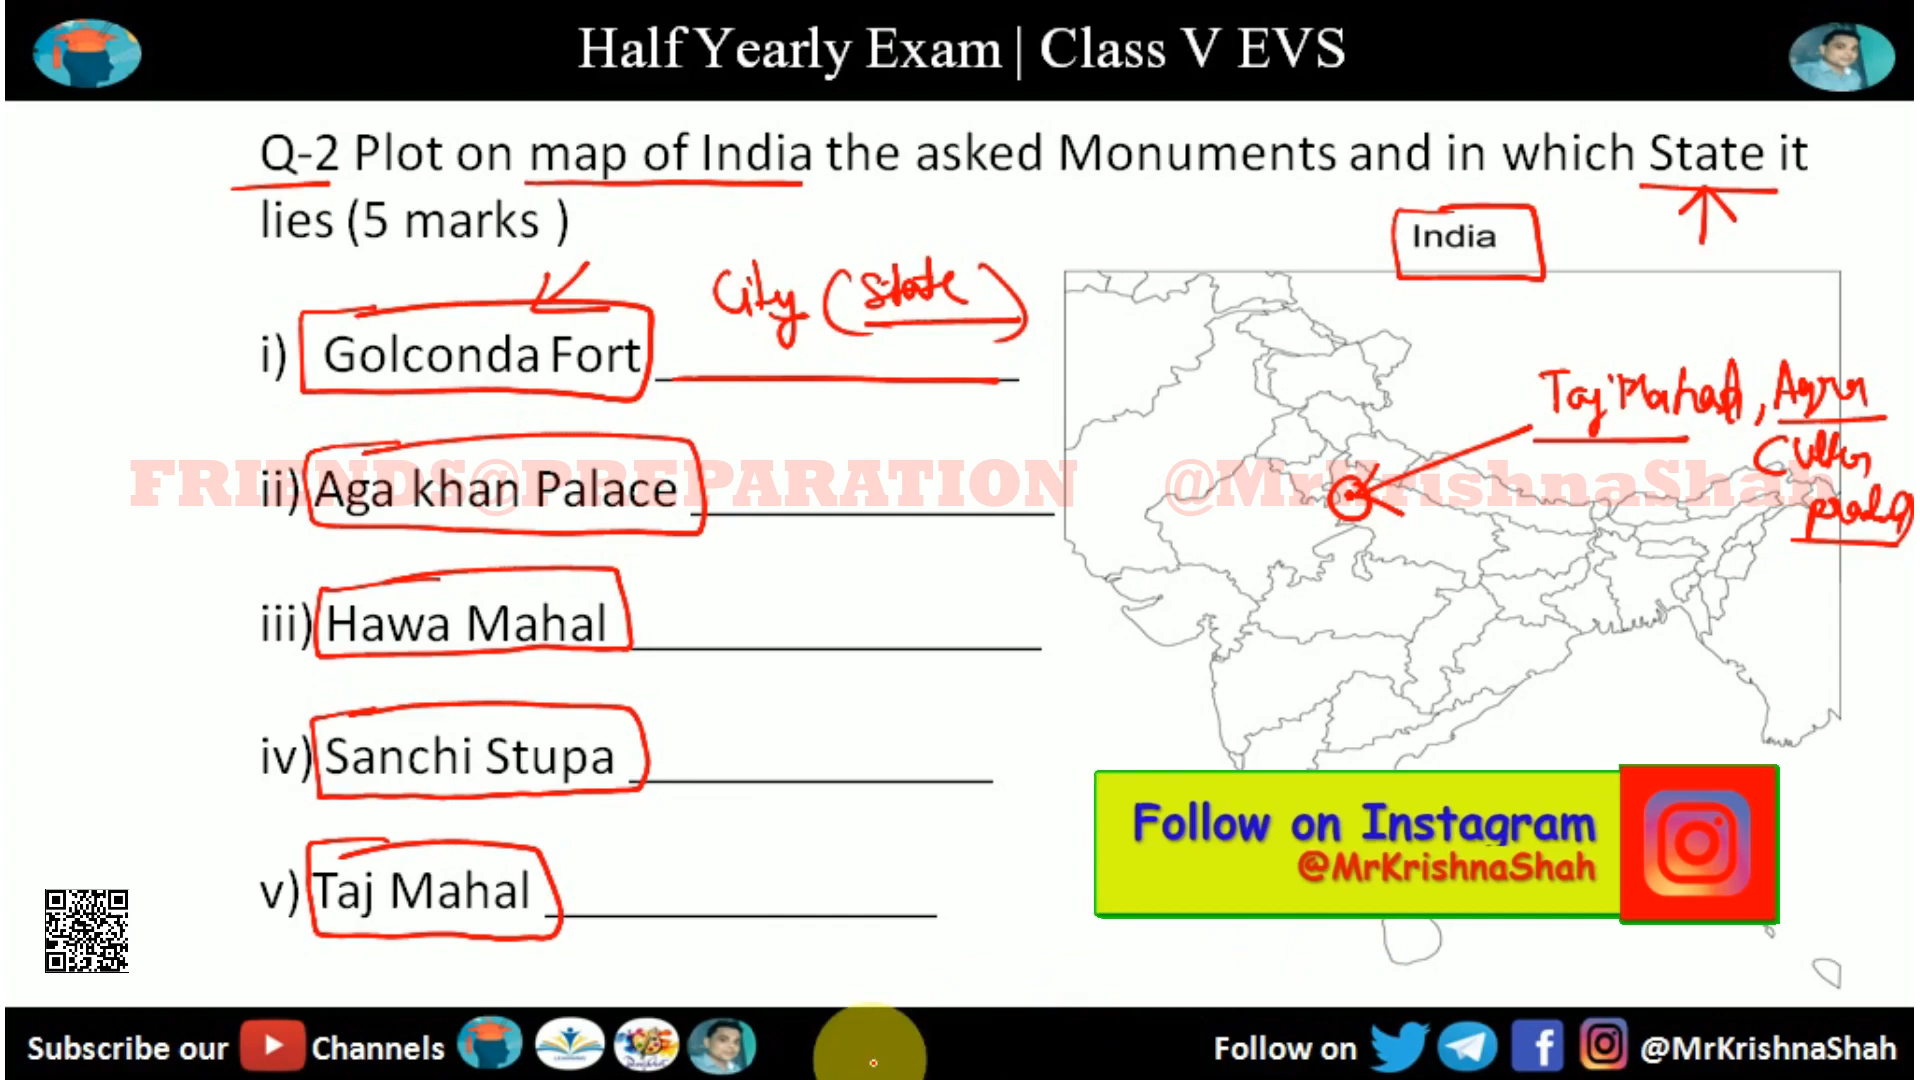 Half Yearly Exam | Class V EVS
Q-2 Plot on map of India the asked Monuments and in which State it
lies (5 marks )
India
City (State)
i) Golconda Fort
Taj Mahal, Agra
(Uttar
pradesh)
FRIENDS@PREPARATION @MrKrishnaShah
ii) Aga khan Palace
iii) Hawa Mahal
iv) Sanchi Stupa
v) Taj Mahal
Follow on Instagram
@MrKrishnaShah
Subscribe our Channels
Follow on @MrKrishnaShah